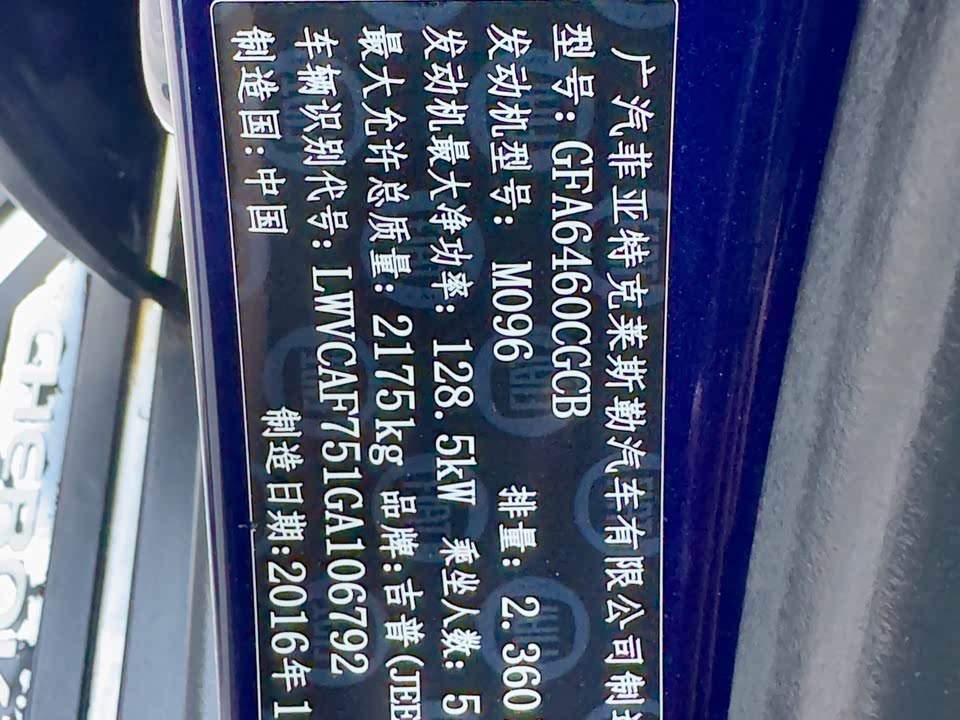 广汽菲亚特克莱斯勒汽车有限公司制造
型号: GFA6460CGCB
发动机型号: M096 排量: 2.360
发动机最大净功率: 128.5kW 乘坐人数: 5
最大允许总质量: 2175kg 品牌:吉普(JEE
车辆识别代号: LWVCAF751GA106792
制造国: 中国 制造日期:2016年1
CHEROK